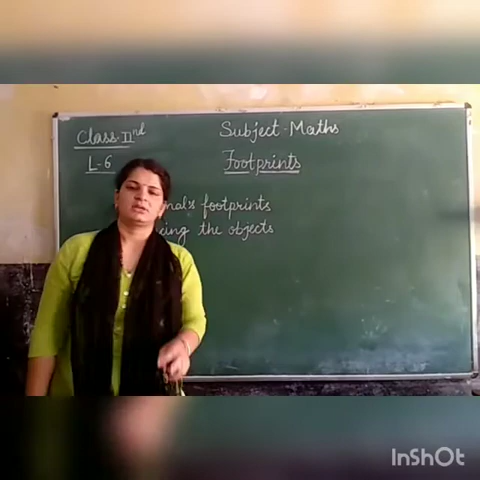 Class-IInd
Subject-Maths
L-6
Footprints
footprints
the objects
InShOt